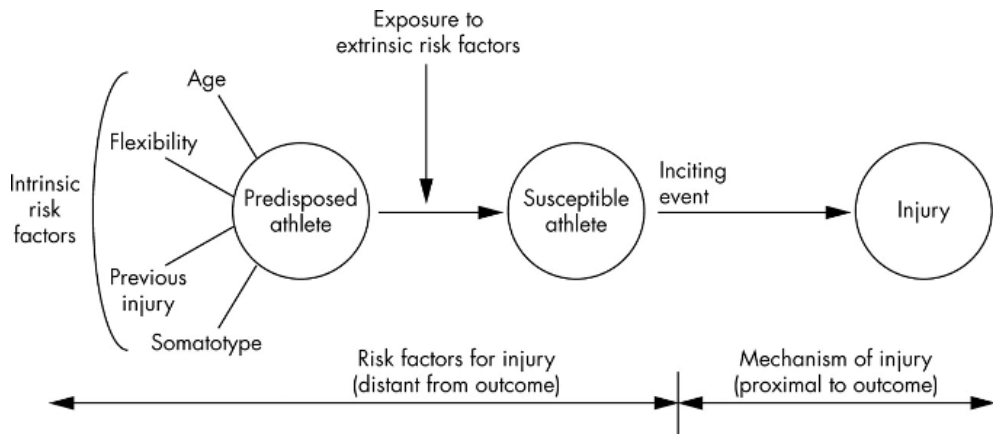 Exposure to
extrinsic risk factors
Age
Flexibility
Intrinsic
risk
factors
Predisposed
athlete
Susceptible
athlete
Inciting
event
Injury
Previous
injury
Somatotype
Risk factors for injury
(distant from outcome)
Mechanism of injury
(proximal to outcome)